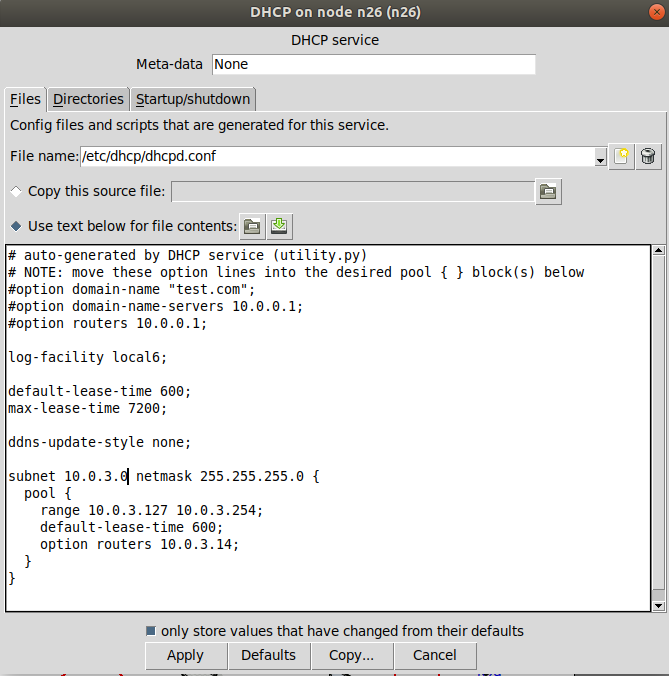 DHCP on node n26 (n26)
DHCP service
Meta-data None
Files Directories Startup/shutdown
Config files and scripts that are generated for this service.
File name: /etc/dhcp/dhcpd.conf
Copy this source file:
Use text below for file contents:
# auto-generated by DHCP service (utility.py)
# NOTE: move these option lines into the desired pool { } block(s) below
#option domain-name "test.com";
#option domain-name-servers 10.0.0.1;
#option routers 10.0.0.1;
log-facility local6;
default-lease-time 600;
max-lease-time 7200;
ddns-update-style none;
subnet 10.0.3.0 netmask 255.255.255.0 {
pool {
range 10.0.3.127 10.0.3.254;
default-lease-time 600;
option routers 10.0.3.14;
}
}
only store values that have changed from their defaults
Apply Defaults Copy... Cancel